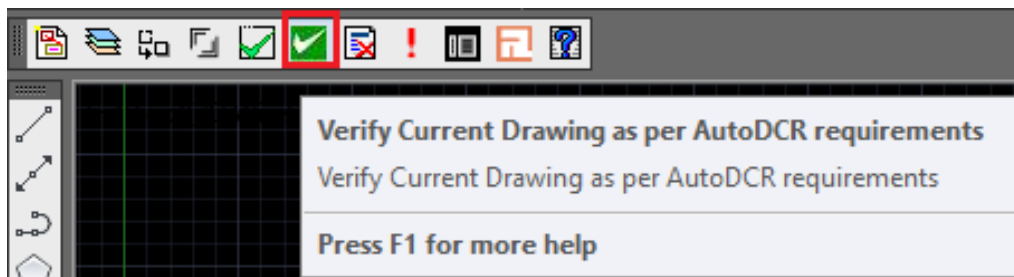 Verify Current Drawing as per AutoDCR requirements
Verify Current Drawing as per AutoDCR requirements
Press F1 for more help